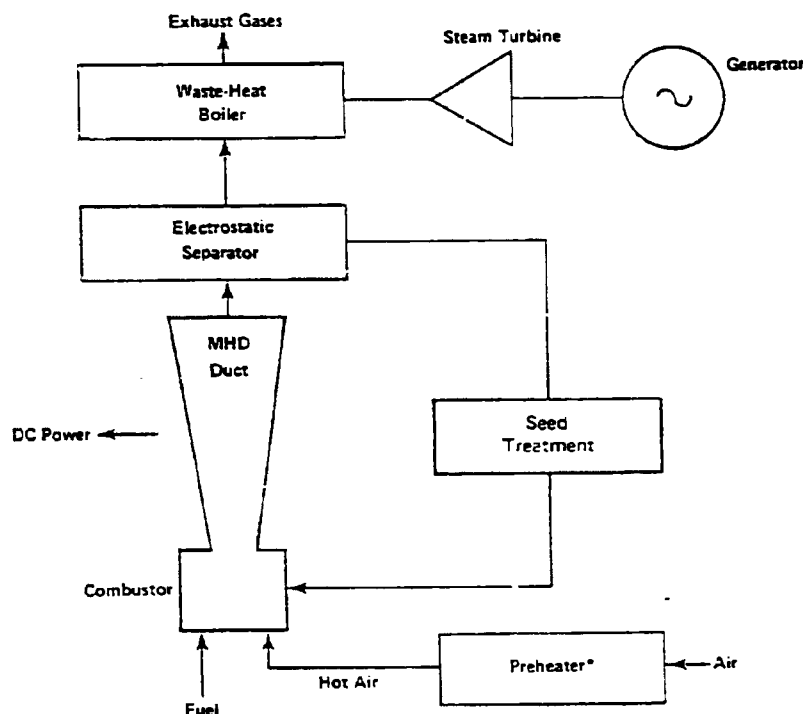 Exhaust Gases
Steam Turbine
Generator
Waste-Heat
Boiler
Electrostatic
Separator
MHD
Duct
DC Power
Seed
Treatment
Combustor
Preheater*
Air
Hot Air
Fuel